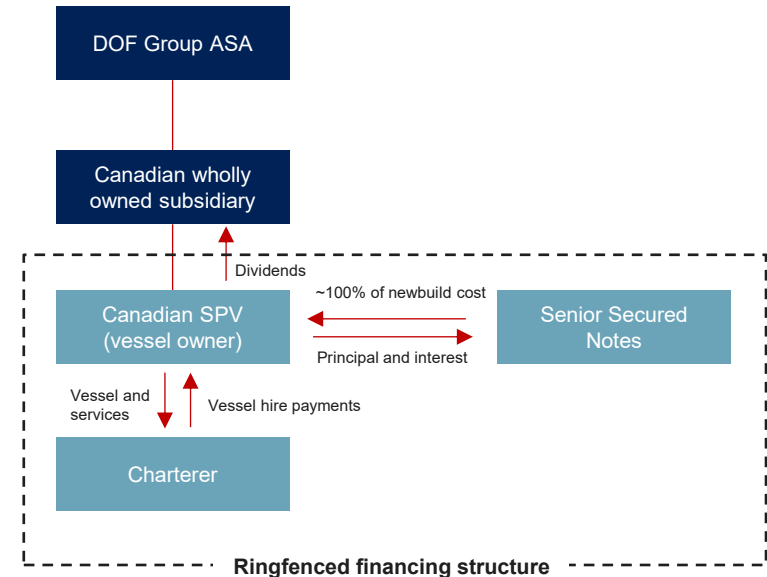 DOF Group ASA
Canadian wholly
owned subsidiary
Dividends
~100% of newbuild cost
Canadian SPV
(vessel owner)
Senior Secured
Notes
Principal and interest
Vessel and
services
Vessel hire payments
Charterer
Ringfenced financing structure